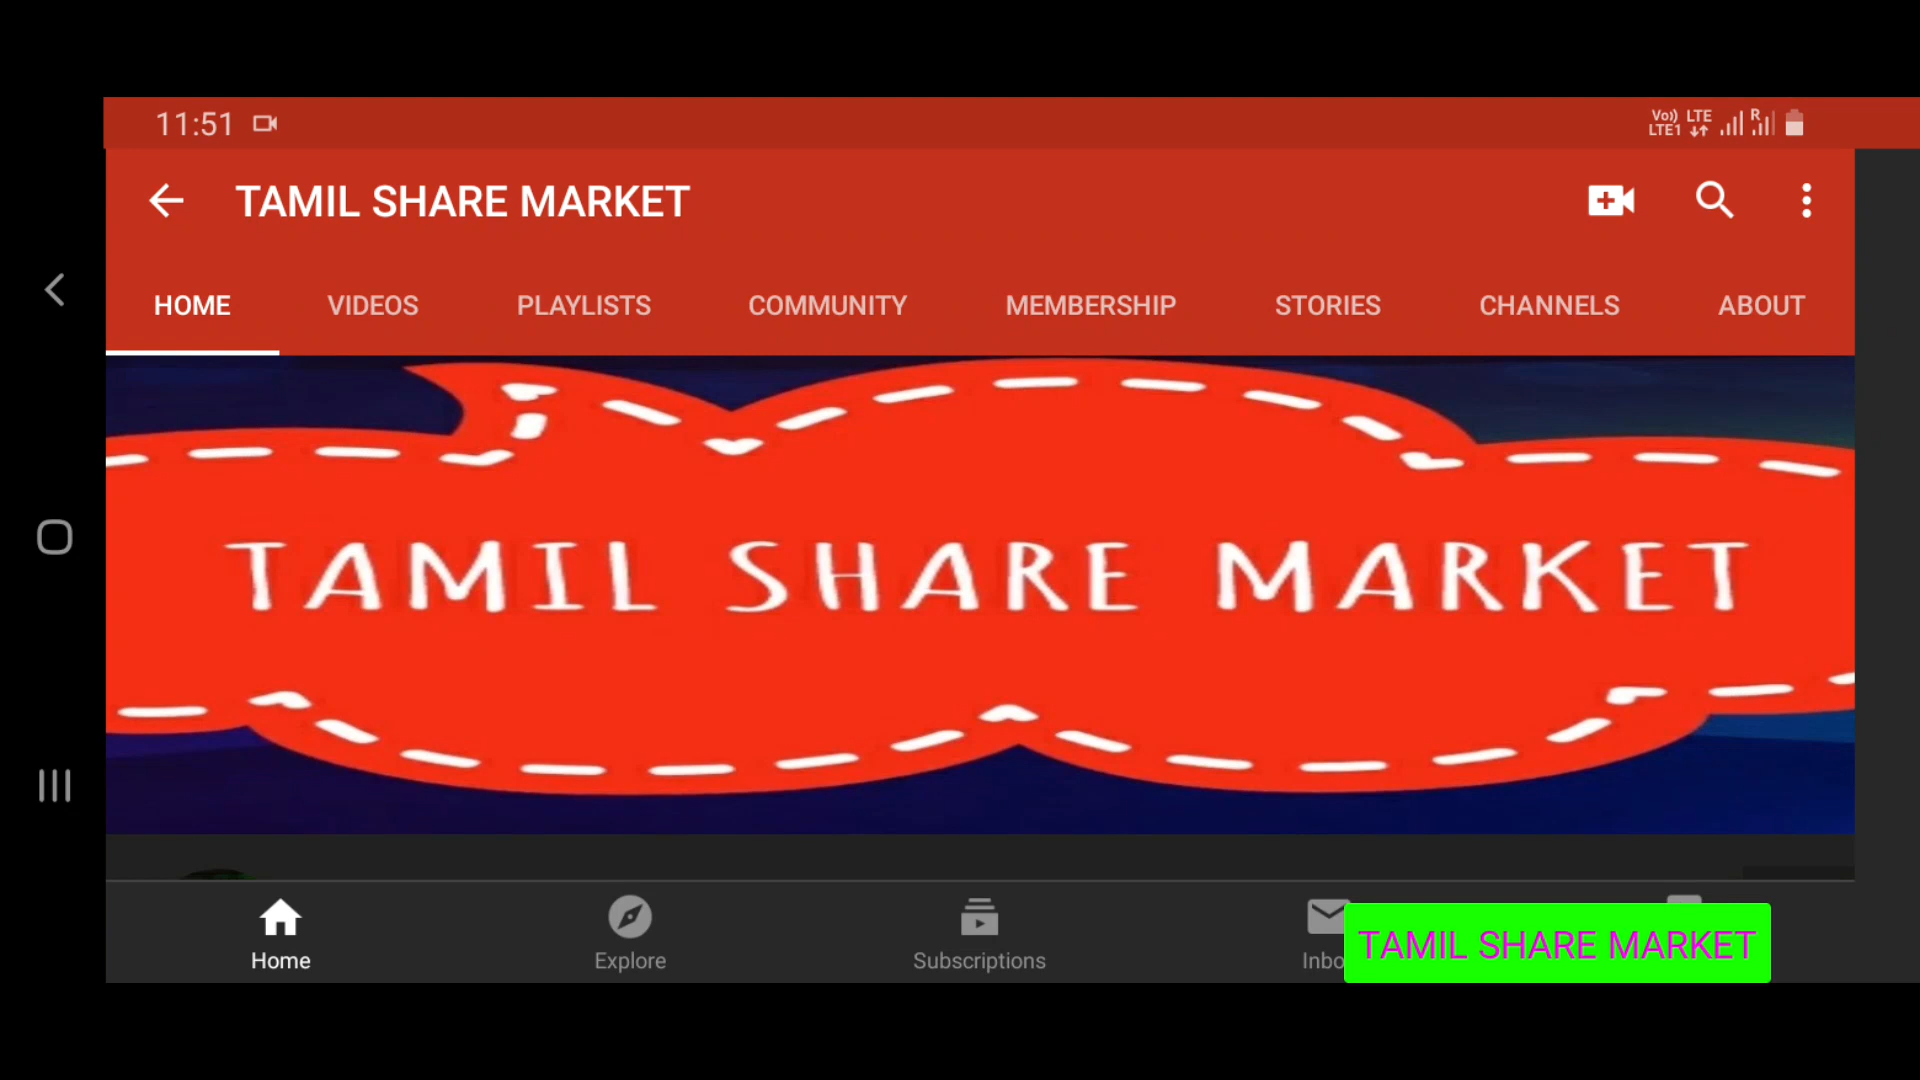 11:51
Vo)) LTE R
LTE1
TAMIL SHARE MARKET
HOME VIDEOS PLAYLISTS COMMUNITY MEMBERSHIP STORIES CHANNELS ABOUT
TAMIL SHARE MARKET
Home Explore Subscriptions Inbo
TAMIL SHARE MARKET